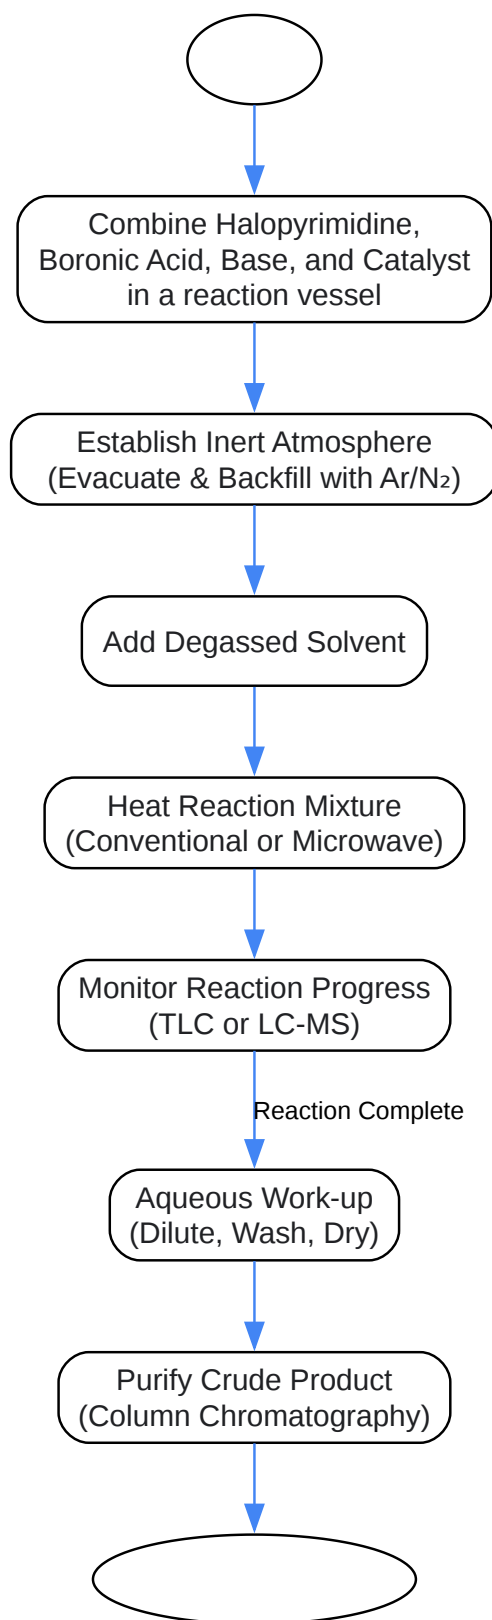 Combine Halopyrimidine,
Boronic Acid, Base, and Catalyst
in a reaction vessel
Establish Inert Atmosphere
(Evacuate & Backfill with Ar/N₂)
Add Degassed Solvent
Heat Reaction Mixture
(Conventional or Microwave)
Monitor Reaction Progress
(TLC or LC-MS)
Reaction Complete
Aqueous Work-up
(Dilute, Wash, Dry)
Purify Crude Product
(Column Chromatography)